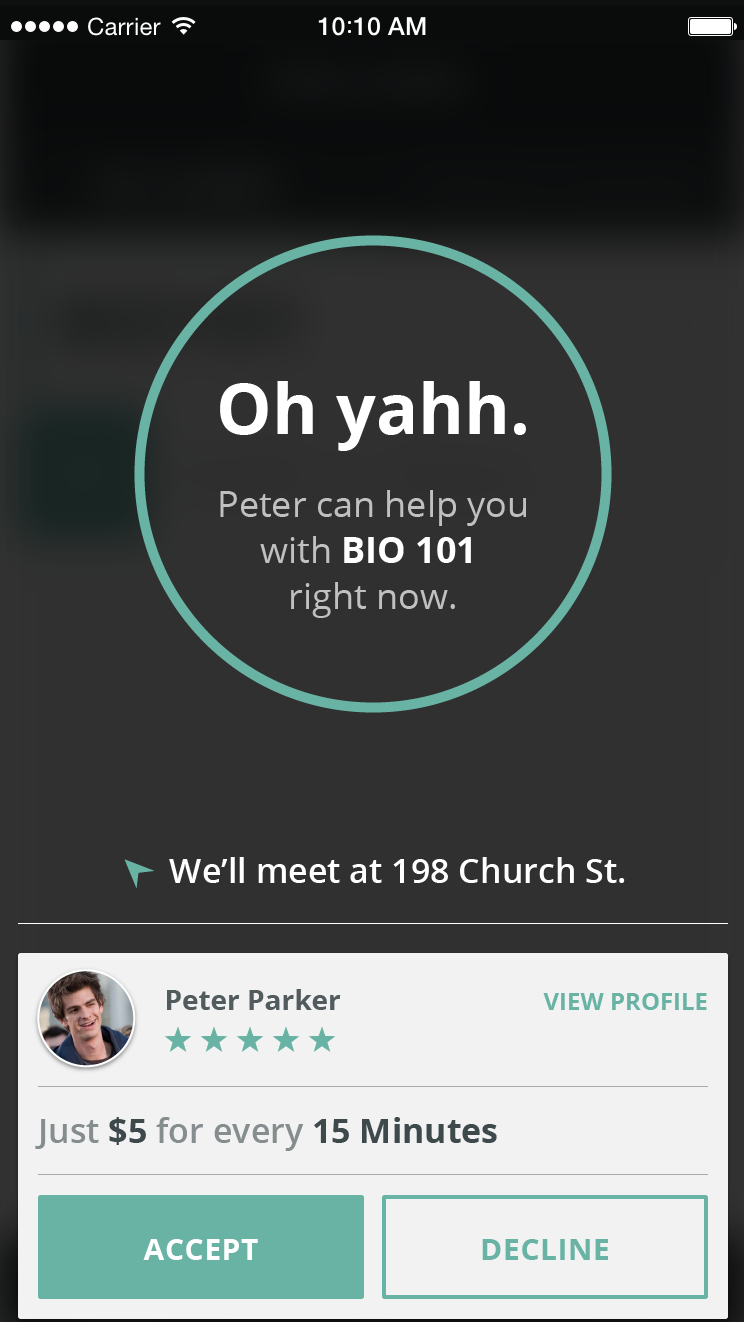 Carrier 10:10 AM
Oh yahh.
Peter can help you
with BIO 101
right now.
We’ll meet at 198 Church St.
Peter Parker
VIEW PROFILE
Just $5 for every 15 Minutes
ACCEPT
DECLINE